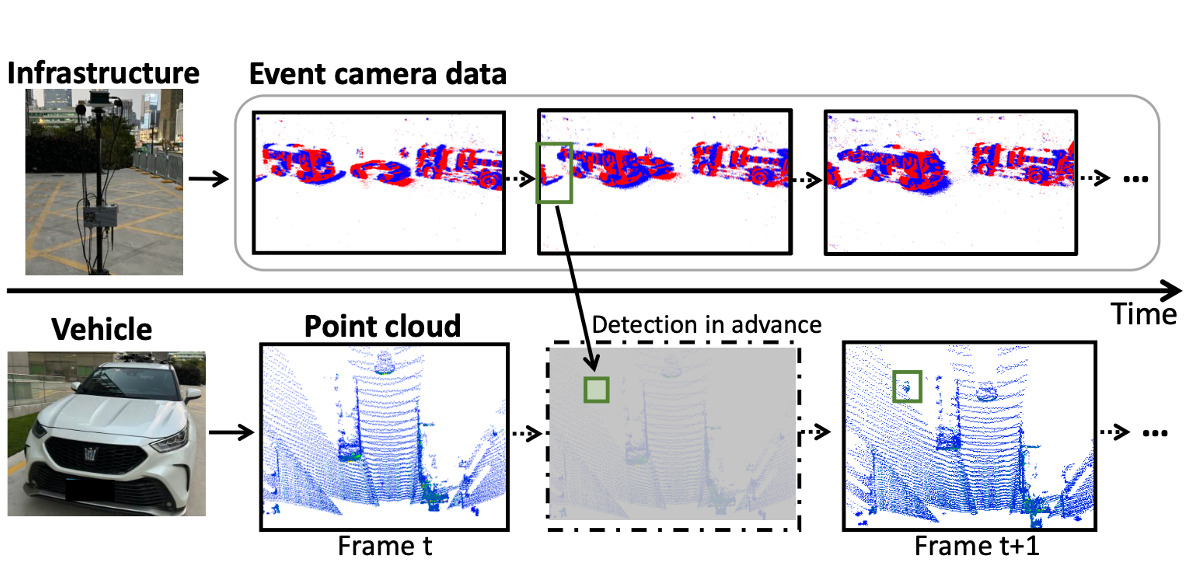 Infrastructure
Event camera data
...
Time
Vehicle
Point cloud
Detection in advance
...
Frame t
Frame t+1